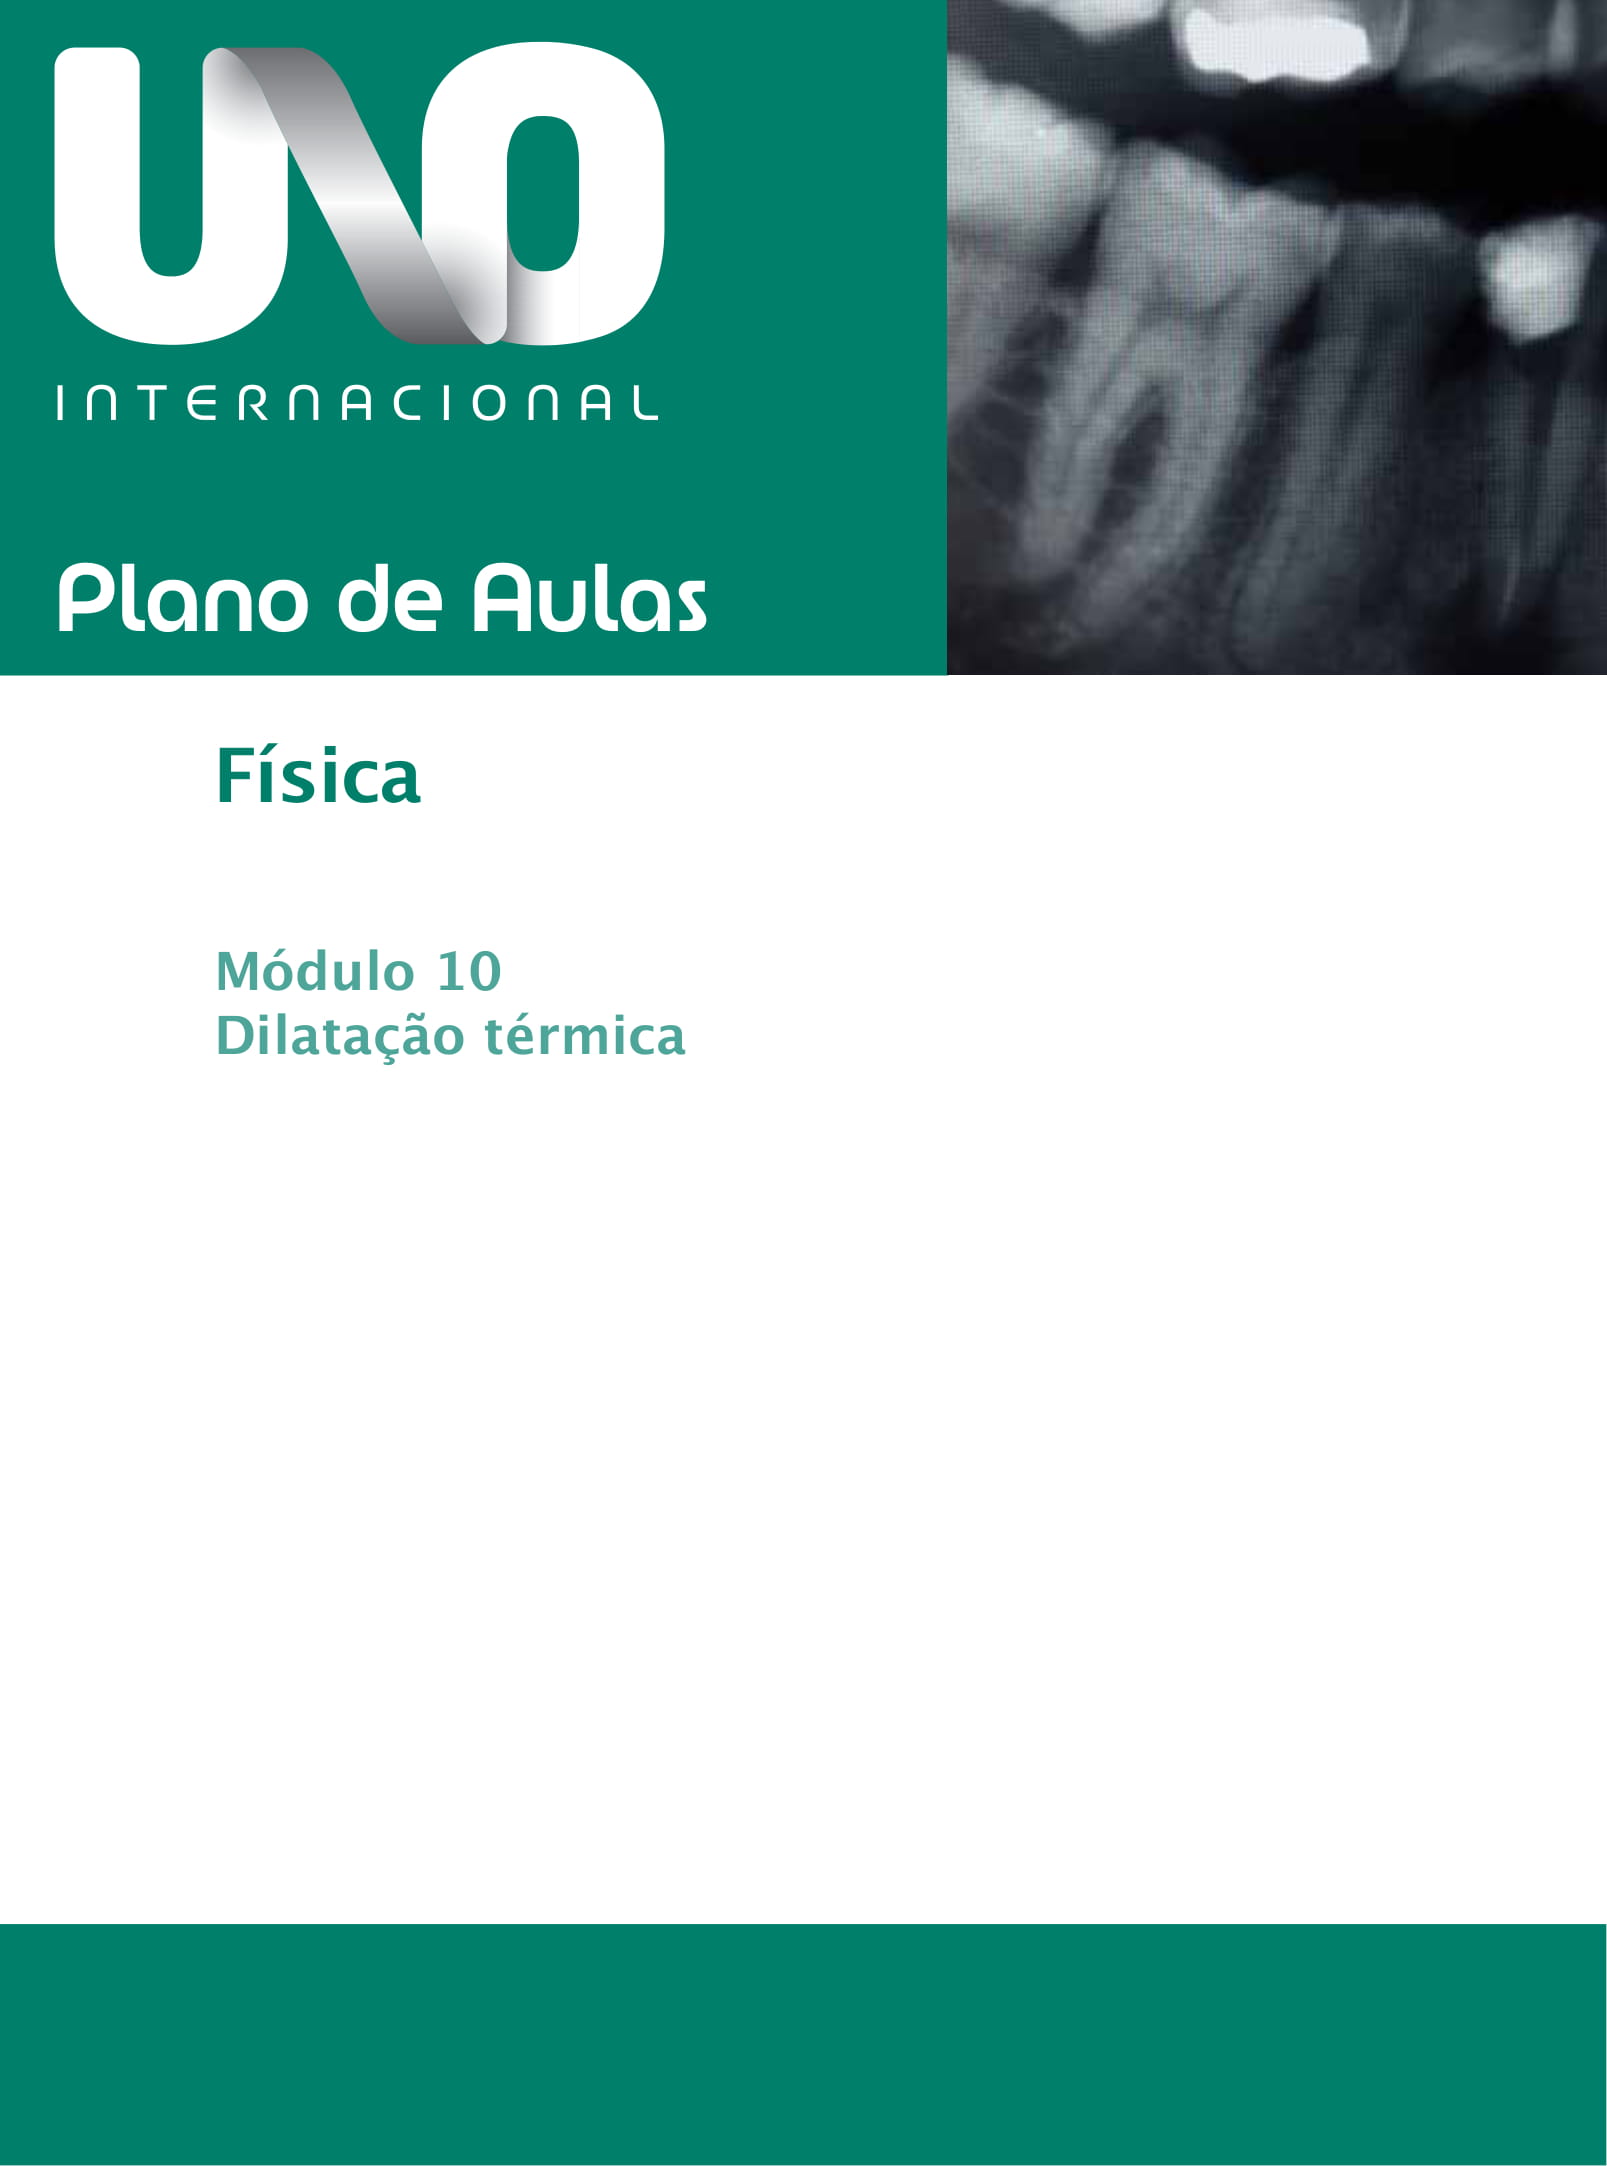 UNO
INTERNACIONAL
Plano de Aulas
Física
Módulo 10
Dilatação térmica